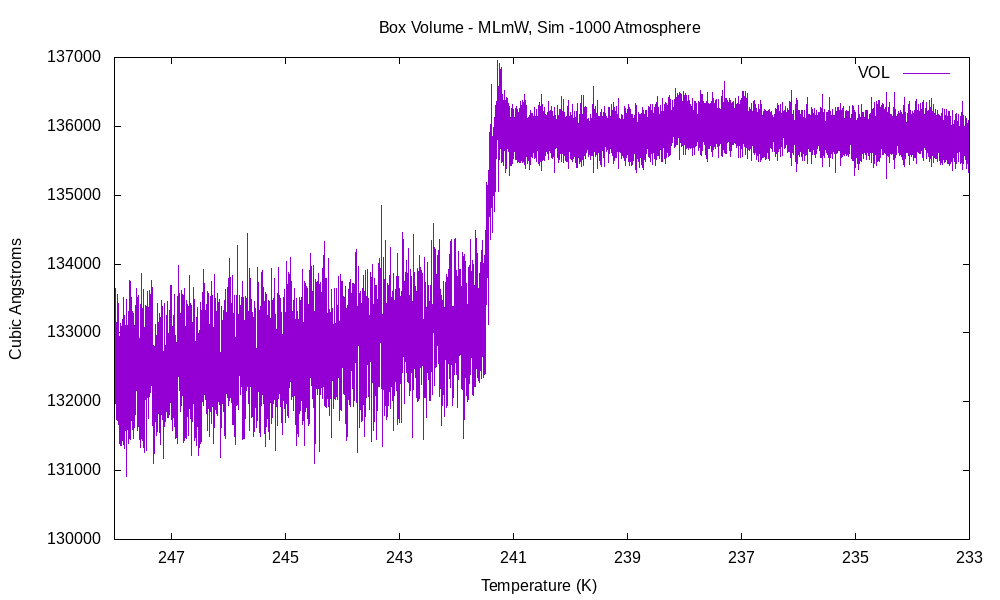 Box Volume - MLmW, Sim -1000 Atmosphere
137000
136000
135000
134000
133000
132000
131000
130000
VOL
Cubic Angstroms
247 245 243 241 239 237 235 233
Temperature (K)